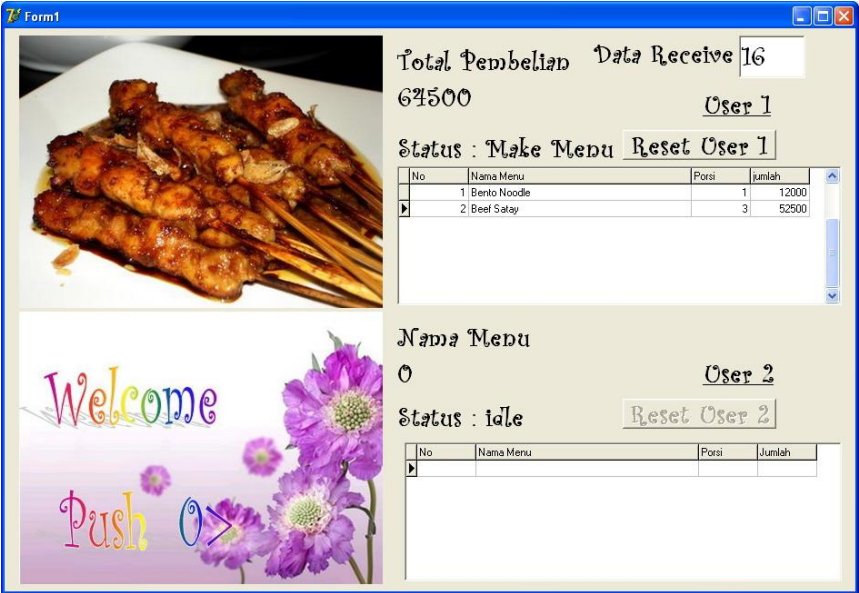 Form1
Total Pembelian
Data Receive 16
64500
User 1
Status : Make Menu
Reset User 1
No Nama Menu Porsi jumlah
1 Bento Noodle 1 12000
2 Beef Satay 3 52500
Welcome
Push O>
Nama Menu
0
User 2
Status : idle
Reset User 2
No Nama Menu Porsi Jumlah